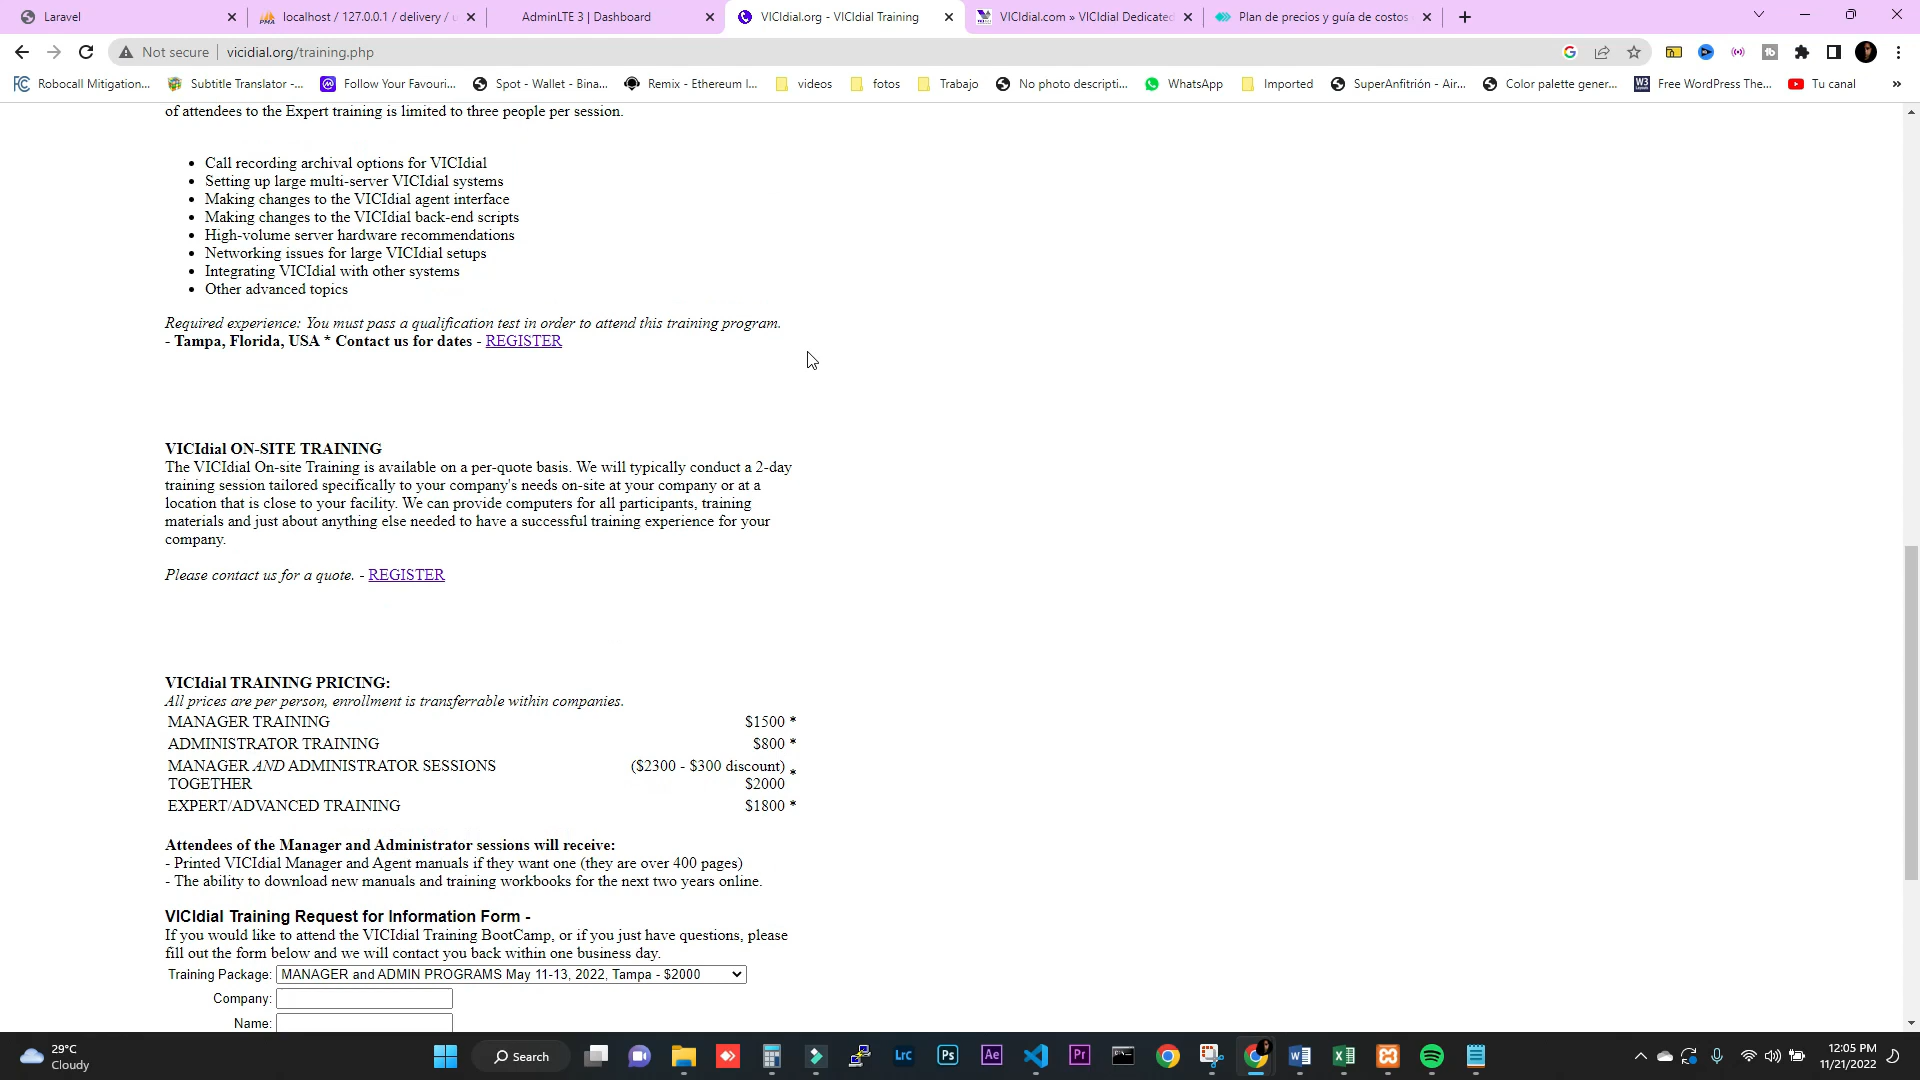 Laravel
localhost / 127.0.0.1 / delivery / u
AdminLTE 3 | Dashboard
VICIdial.org - VICIdial Training
VICIdial.com » VICIdial Dedicated
Plan de precios y guía de costos
Not secure
vicidial.org/training.php
Robocall Mitigation...
Subtitle Translator -...
Follow Your Favouri...
Spot - Wallet - Bina...
Remix - Ethereum I...
videos
fotos
Trabajo
No photo descripti...
WhatsApp
Imported
SuperAnfitrión - Air...
Color palette gener...
Free WordPress The...
Tu canal
»
of attendees to the Expert training is limited to three people per session.
• Call recording archival options for VICIdial
• Setting up large multi-server VICIdial systems
• Making changes to the VICIdial agent interface
• Making changes to the VICIdial back-end scripts
• High-volume server hardware recommendations
• Networking issues for large VICIdial setups
• Integrating VICIdial with other systems
• Other advanced topics
Required experience: You must pass a qualification test in order to attend this training program.
- Tampa, Florida, USA * Contact us for dates - REGISTER
VICIdial ON-SITE TRAINING
The VICIdial On-site Training is available on a per-quote basis. We will typically conduct a 2-day
training session tailored specifically to your company's needs on-site at your company or at a
location that is close to your facility. We can provide computers for all participants, training
materials and just about anything else needed to have a successful training experience for your
company.
Please contact us for a quote. - REGISTER
VICIdial TRAINING PRICING:
All prices are per person, enrollment is transferrable within companies.
MANAGER TRAINING $1500 *
ADMINISTRATOR TRAINING $800 *
MANAGER AND ADMINISTRATOR SESSIONS ($2300 - $300 discount) *
TOGETHER $2000
EXPERT/ADVANCED TRAINING $1800 *
Attendees of the Manager and Administrator sessions will receive:
- Printed VICIdial Manager and Agent manuals if they want one (they are over 400 pages)
- The ability to download new manuals and training workbooks for the next two years online.
VICIdial Training Request for Information Form -
If you would like to attend the VICIdial Training BootCamp, or if you just have questions, please
fill out the form below and we will contact you back within one business day.
Training Package: MANAGER and ADMIN PROGRAMS May 11-13, 2022, Tampa - $2000
Company:
Name:
29°C
Cloudy
Search
Lrc
Ps
Ae
Pr
12:05 PM
11/21/2022